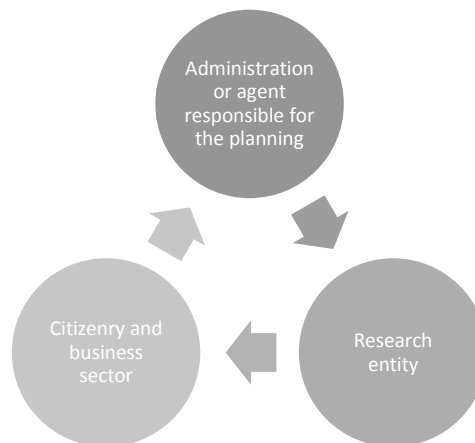 Administration
or agent
responsible for
the planning
Citizenry and
business
sector
Research
entity